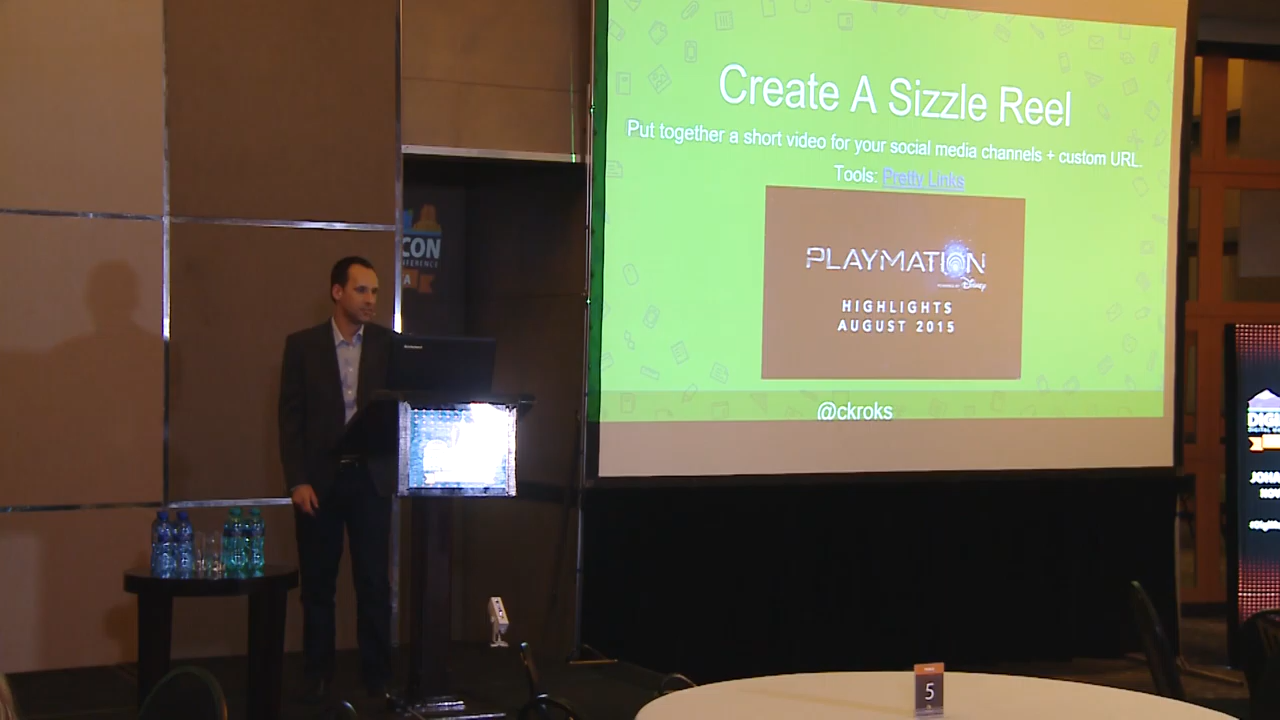 Create A Sizzle Reel
Put together a short video for your social media channels + custom URL.
Tools: Pretty Links
PLAYMATION
Disney
HIGHLIGHTS
AUGUST 2015
@ckroks
CON
5